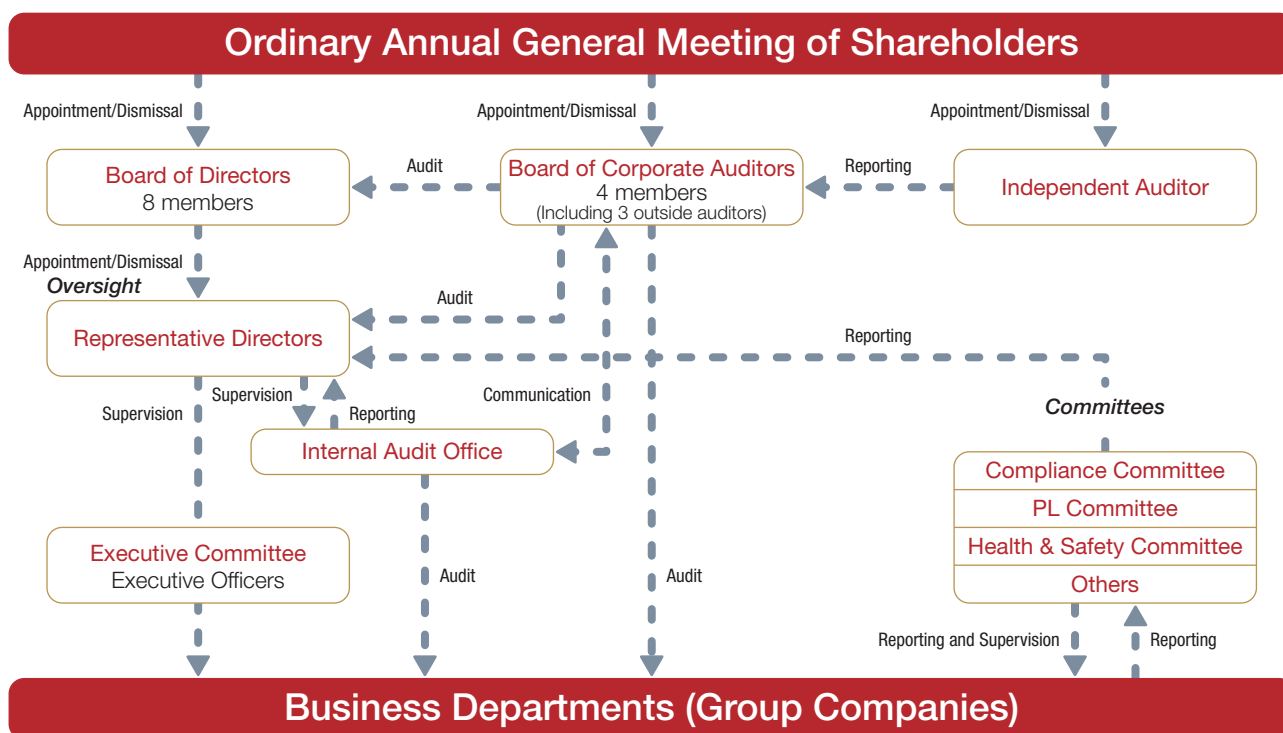 Ordinary Annual General Meeting of Shareholders
Appointment/Dismissal
Appointment/Dismissal
Appointment/Dismissal
Board of Directors
8 members
Audit
Board of Corporate Auditors
4 members
(Including 3 outside auditors)
Reporting
Independent Auditor
Appointment/Dismissal
Oversight
Audit
Representative Directors
Reporting
Supervision
Supervision
Reporting
Communication
Committees
Internal Audit Office
Compliance Committee
PL Committee
Health & Safety Committee
Others
Executive Committee
Executive Officers
Audit
Audit
Reporting and Supervision
Reporting
Business Departments (Group Companies)